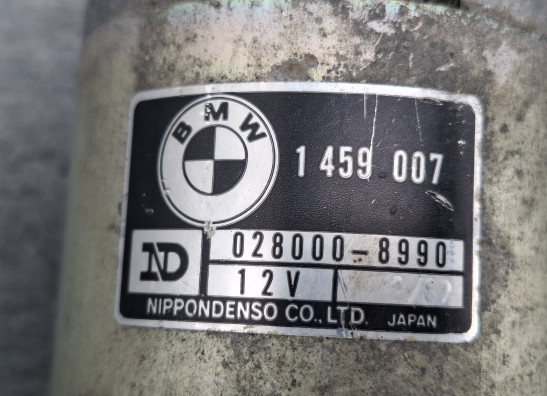 BMW
1 459 007
ND
028000-8990
12V
NIPPONDENSO CO., LTD. JAPAN